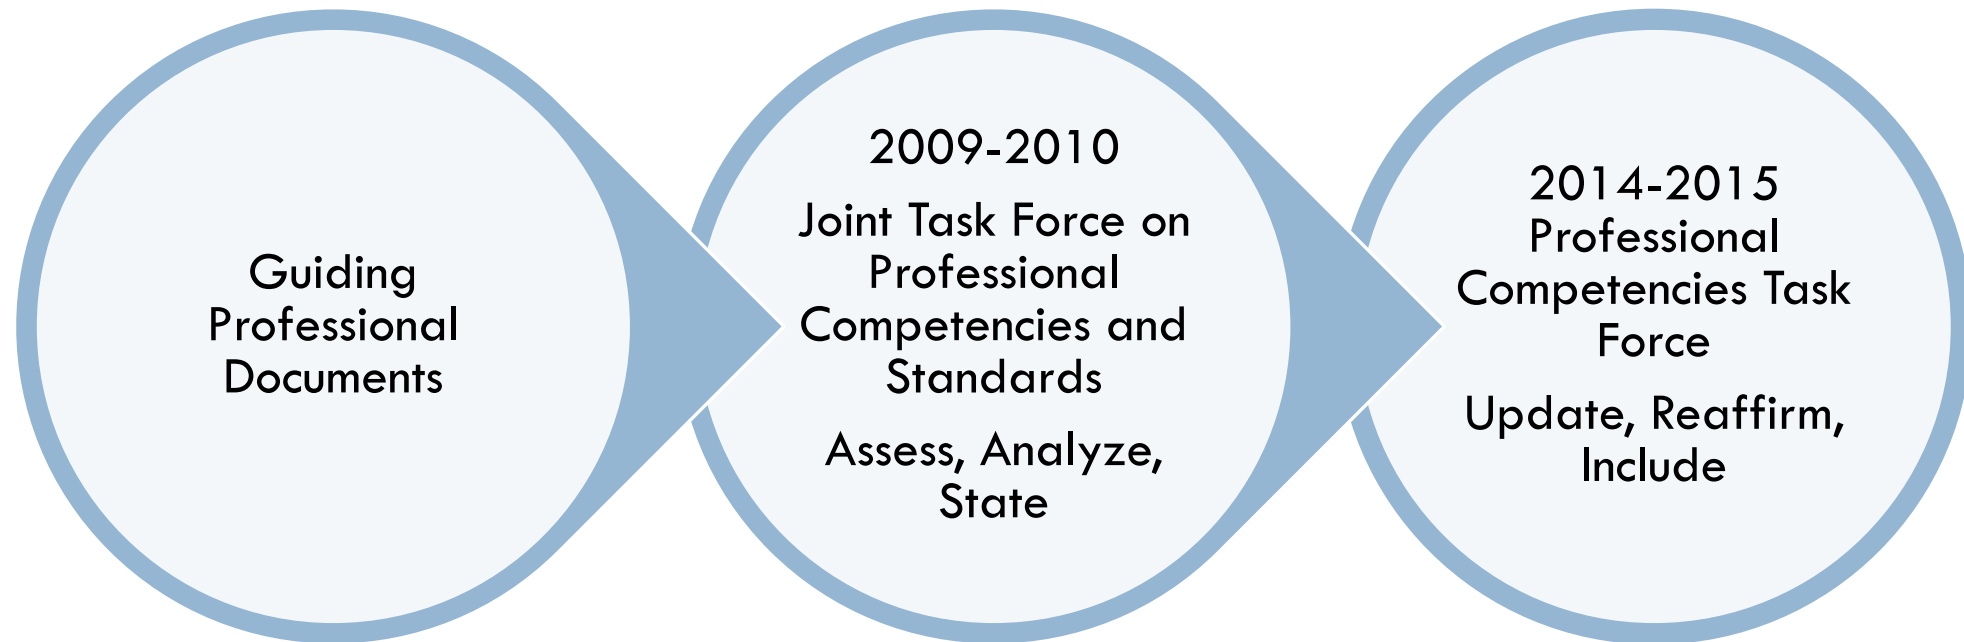 Guiding
Professional
Documents
2009-2010
Joint Task Force on
Professional
Competencies and
Standards
Assess, Analyze,
State
2014-2015
Professional
Competencies Task
Force
Update, Reaffirm,
Include